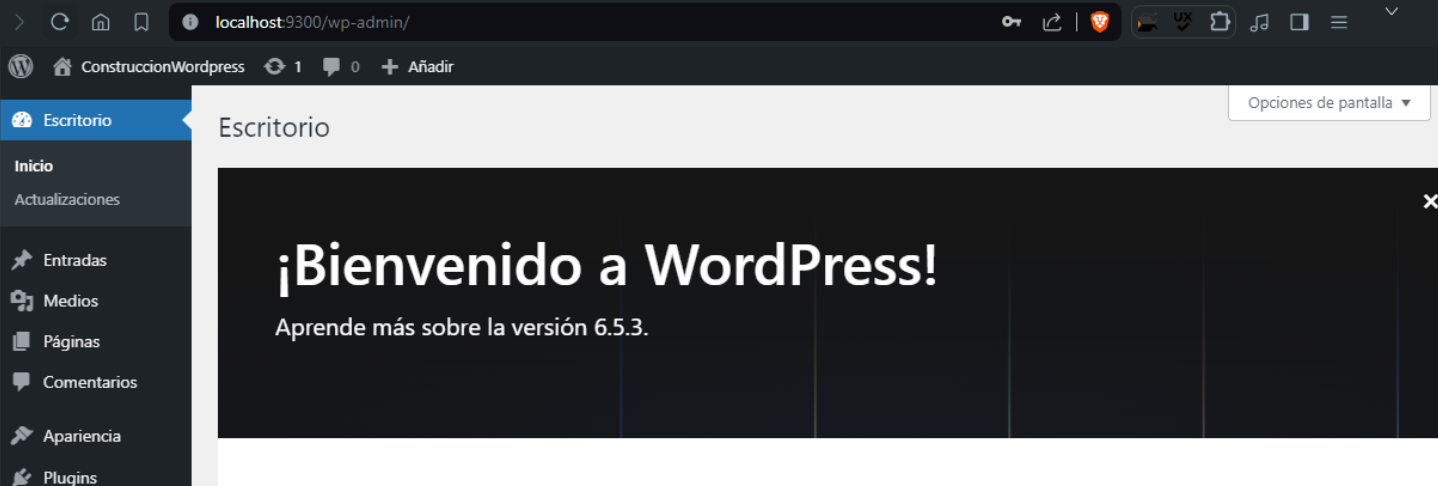 localhost:9300/wp-admin/
UX
ConstruccionWordpress 1 0 Añadir
Opciones de pantalla
Escritorio
Escritorio
Inicio
Actualizaciones
¡Bienvenido a WordPress!
Aprende más sobre la versión 6.5.3.
Entradas
Medios
Páginas
Comentarios
Apariencia
Plugins